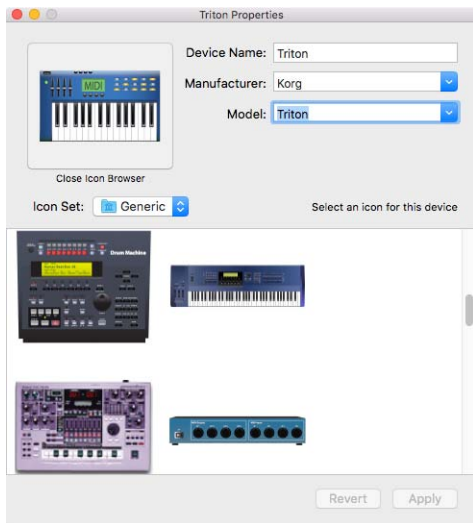 Triton Properties
Device Name: Triton
Manufacturer: Korg
MIDI
Model: Triton
Close Icon Browser
Icon Set: Generic
Select an icon for this device
Drum Machine
Revert Apply